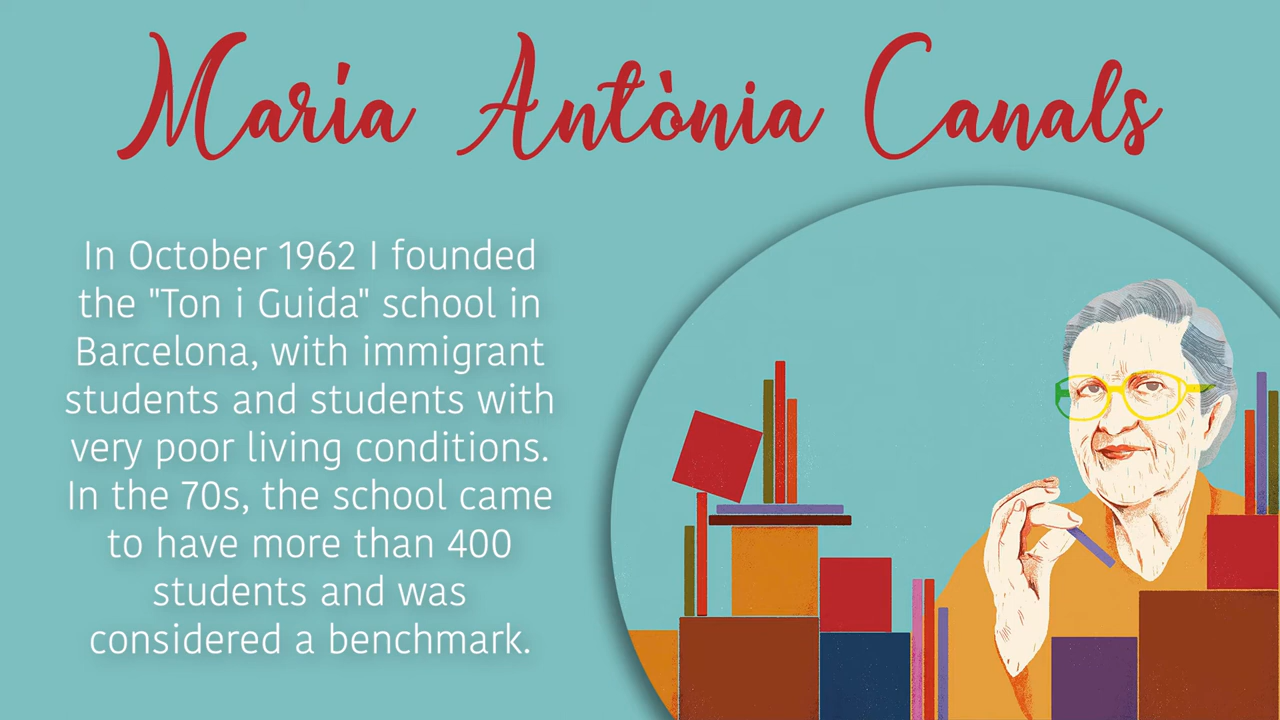 Maria Antònia Canals
In October 1962 I founded
the "Ton i Guida" school in
Barcelona, with immigrant
students and students with
very poor living conditions.
In the 70s, the school came
to have more than 400
students and was
considered a benchmark.